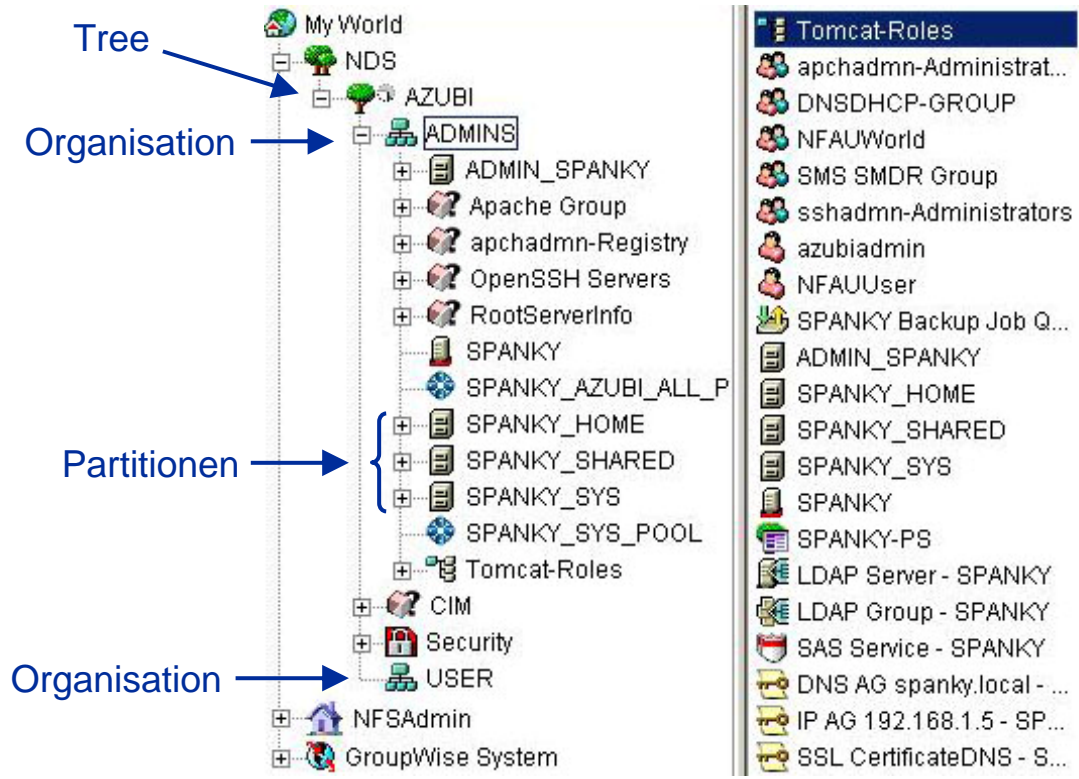 Tree
Organisation
Partitionen
Organisation
My World
NDS
AZUBI
ADMINS
ADMIN_SPANKY
Apache Group
apchadmn-Registry
OpenSSH Servers
RootServerInfo
SPANKY
SPANKY_AZUBI_ALL_P
SPANKY_HOME
SPANKY_SHARED
SPANKY_SYS
SPANKY_SYS_POOL
Tomcat-Roles
CIM
Security
USER
NFSAdmin
GroupWise System
Tomcat-Roles
apchadmn-Administrat...
DNSDHCP-GROUP
NFAUWorld
SMS SMDR Group
sshadmn-Administrators
azubiadmin
NFAUUser
SPANKY Backup Job Q...
ADMIN_SPANKY
SPANKY_HOME
SPANKY_SHARED
SPANKY_SYS
SPANKY
SPANKY-PS
LDAP Server - SPANKY
LDAP Group - SPANKY
SAS Service - SPANKY
DNS AG spanky.local - ...
IP AG 192.168.1.5 - SP...
SSL CertificateDNS - S...